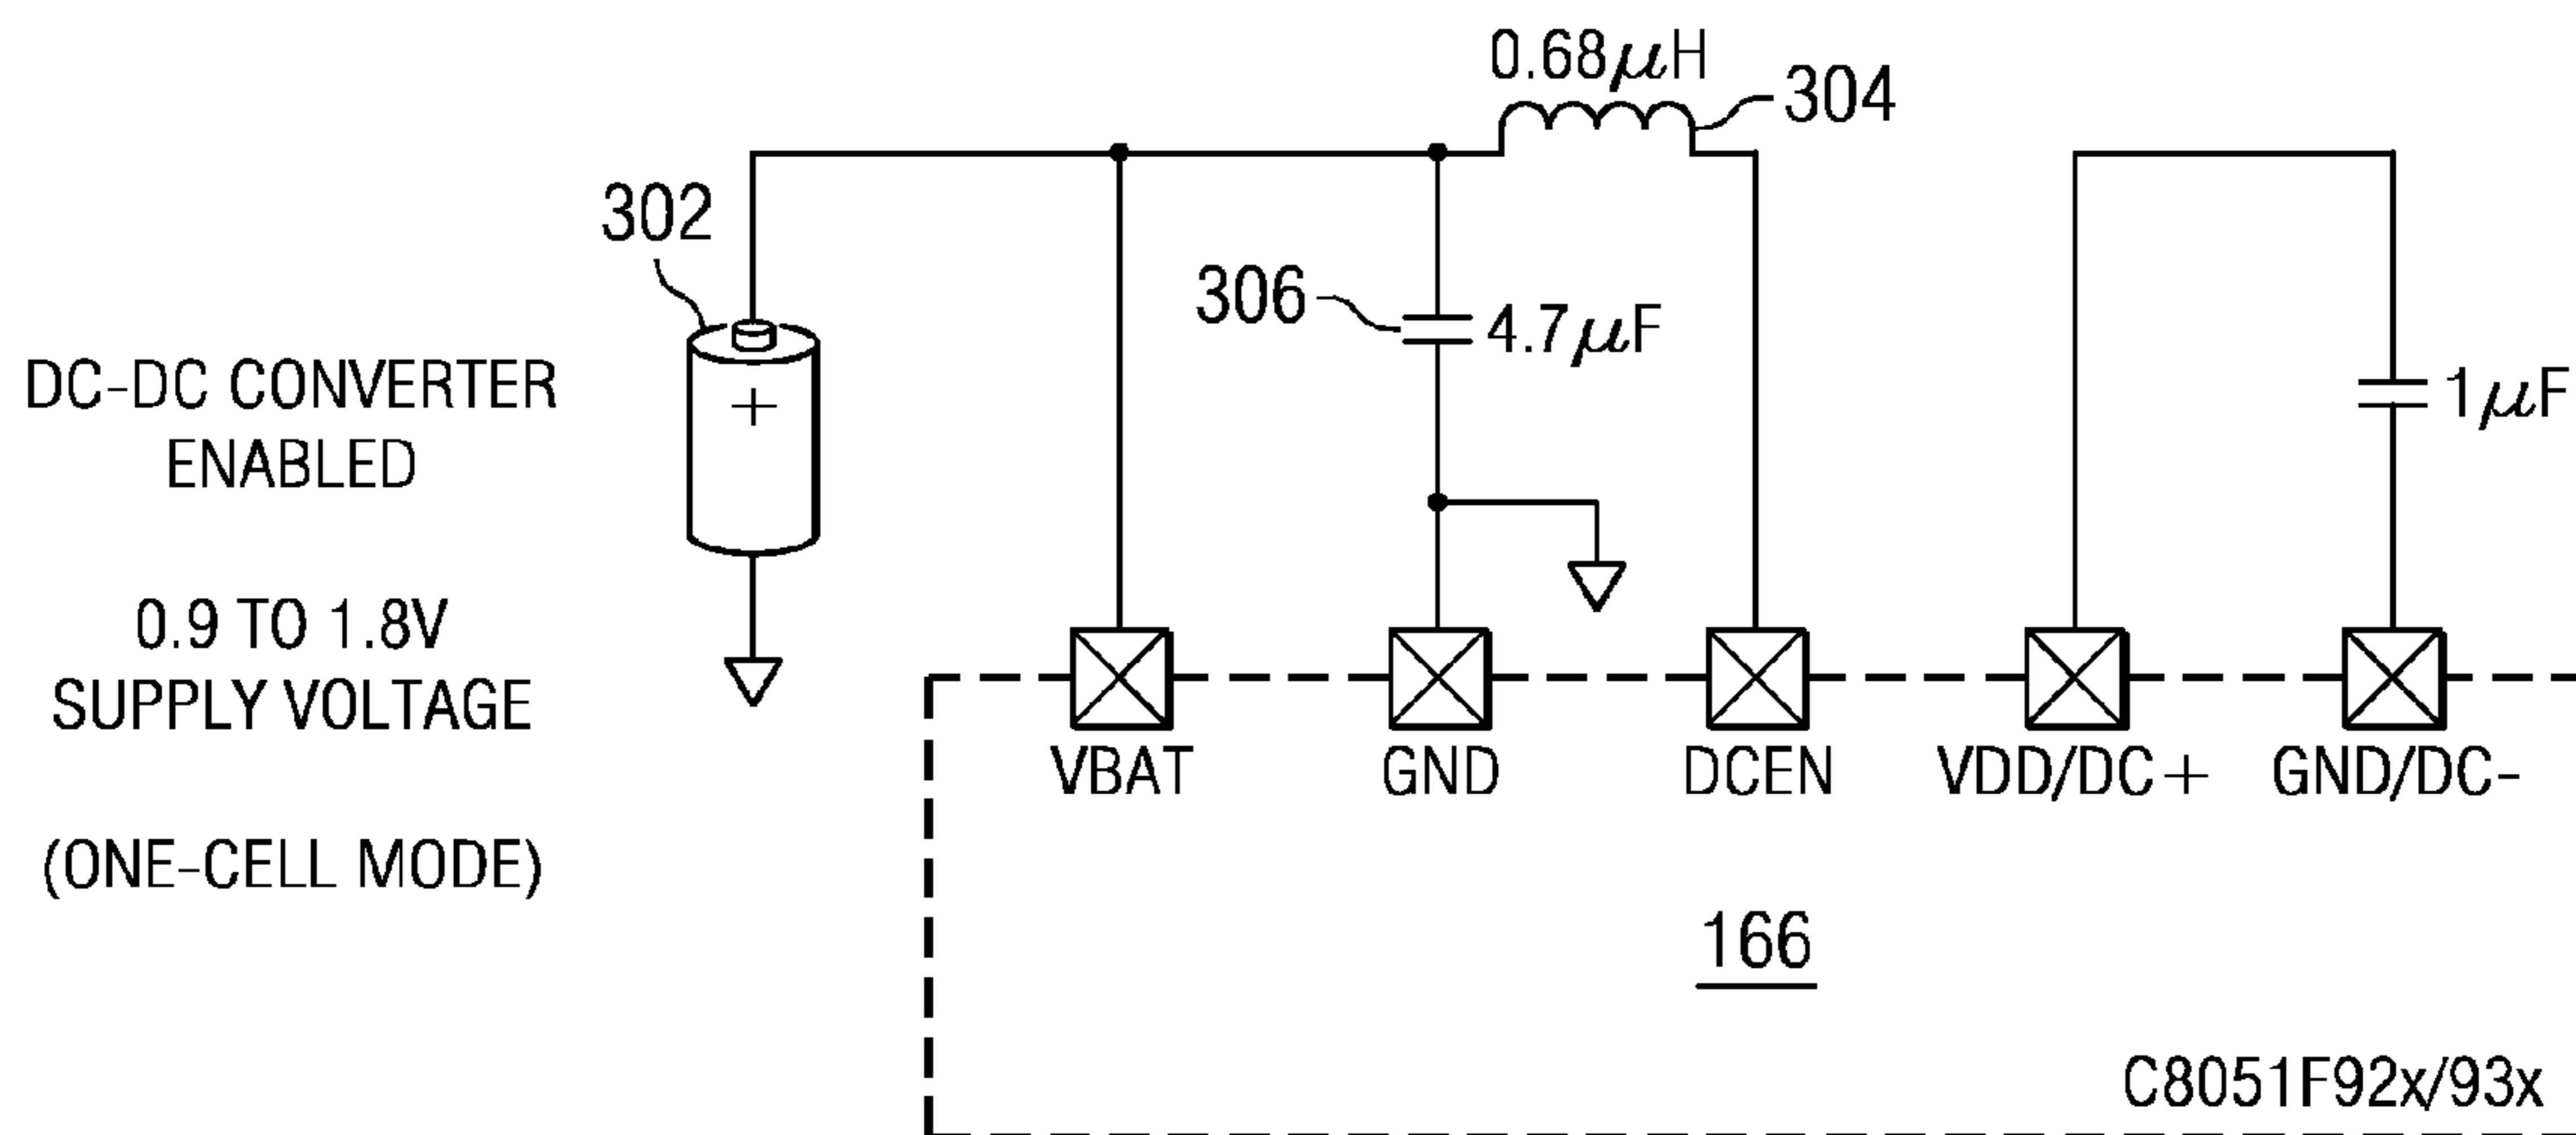 0.68μH
304
302
306
4.7μF
1μF
DC-DC CONVERTER
ENABLED
0.9 TO 1.8V
SUPPLY VOLTAGE
(ONE-CELL MODE)
+
VBAT
GND
DCEN
VDD/DC+
GND/DC-
166
C8051F92x/93x